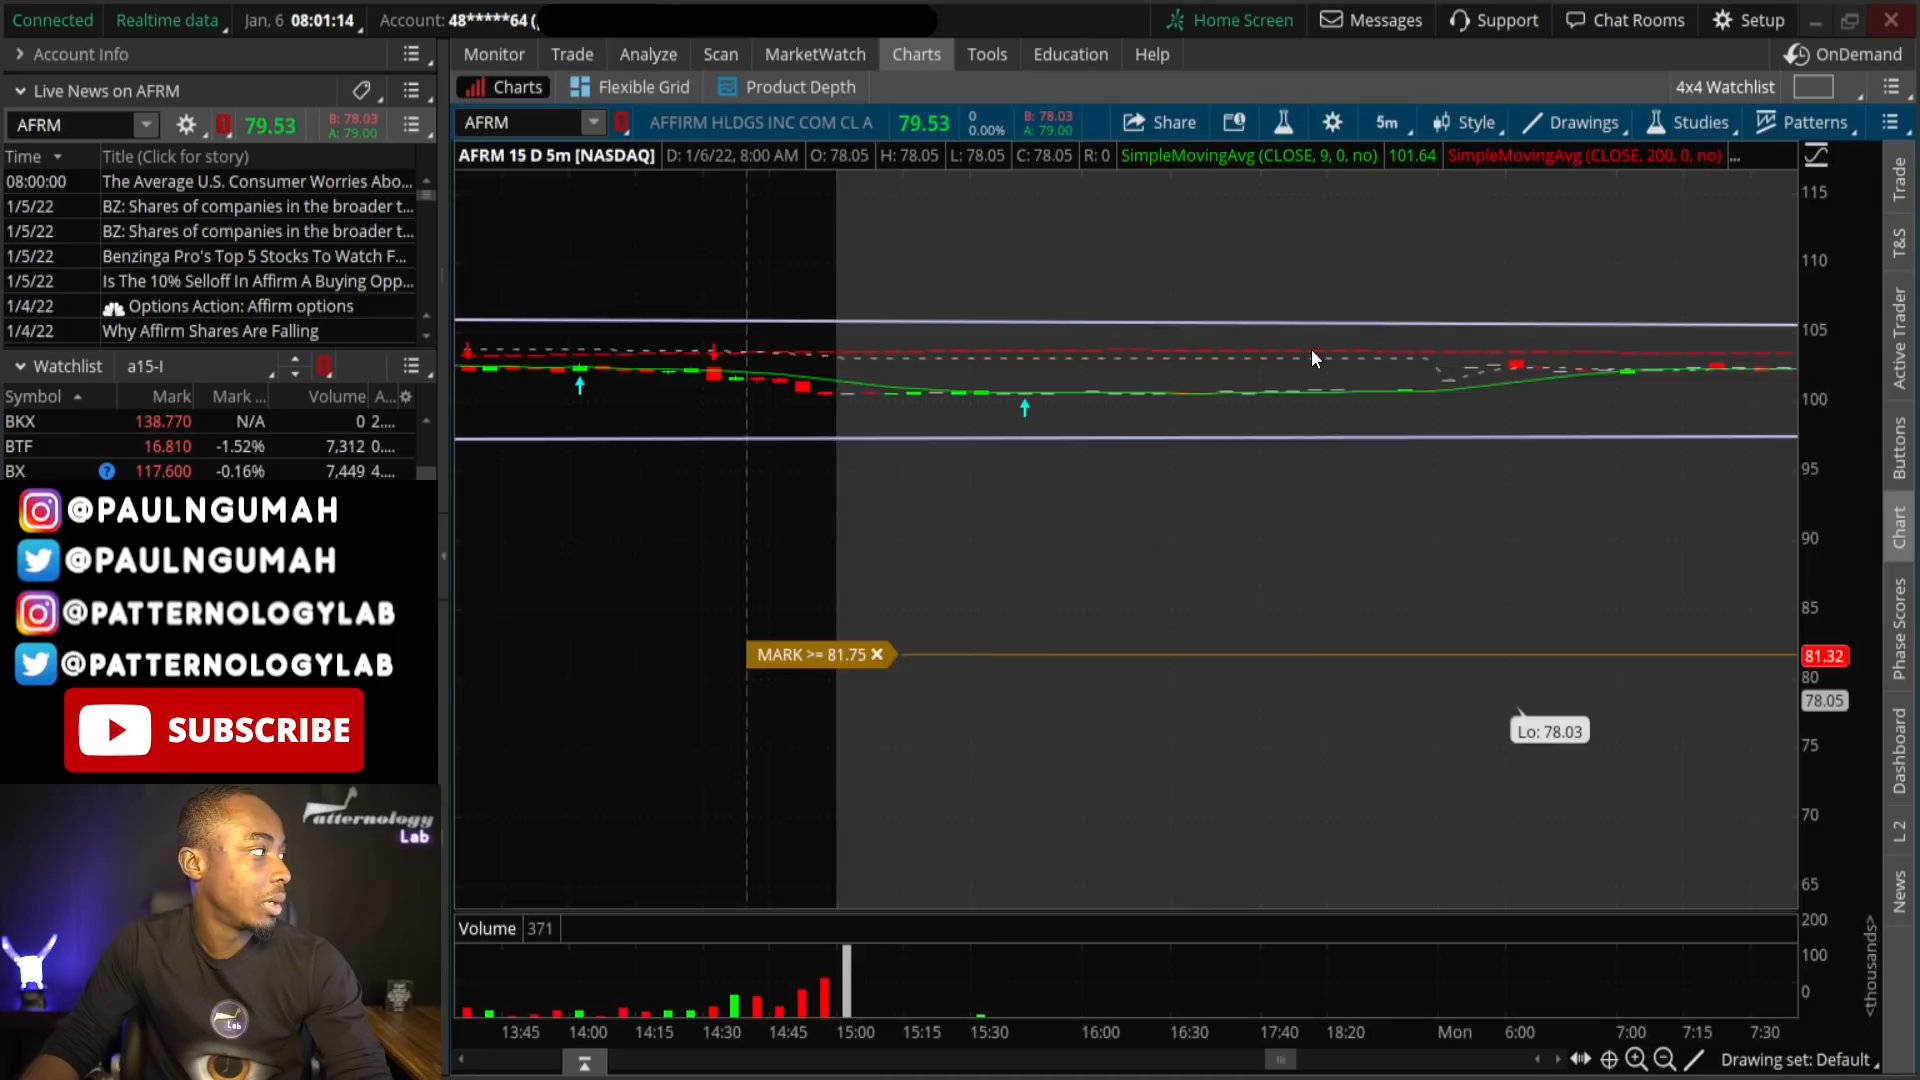 Connected Realtime data Jan, 6 08:01:14 Account: 48*****64 ( Home Screen Messages Support Chat Rooms Setup
Account Info Monitor Trade Analyze Scan MarketWatch Charts Tools Education Help OnDemand
Live News on AFRM Charts Flexible Grid Product Depth 4x4 Watchlist
AFRM 79.53 B: 78.03 A: 79.00
AFRM AFFIRM HLDGS INC COM CL A 79.53 0 0.00% B: 78.03 A: 79.00 Share 5m Style Drawings Studies Patterns
Time Title (Click for story)
08:00:00 The Average U.S. Consumer Worries Abo...
1/5/22 BZ: Shares of companies in the broader t...
1/5/22 BZ: Shares of companies in the broader t...
1/5/22 Benzinga Pro's Top 5 Stocks To Watch F...
1/5/22 Is The 10% Selloff In Affirm A Buying Opp...
1/4/22 Options Action: Affirm options
1/4/22 Why Affirm Shares Are Falling
Watchlist a15-I
Symbol Mark Mark ... Volume A...
BKX 138.770 N/A 0 2....
BTF 16.810 -1.52% 7,312 0....
BX ? 117.600 -0.16% 7,449 4....
@PAULNGUMAH
@PAULNGUMAH
@PATTERNOLOGYLAB
@PATTERNOLOGYLAB
SUBSCRIBE
Patternology
Lab
Lab
AFRM 15 D 5m [NASDAQ] D: 1/6/22, 8:00 AM O: 78.05 H: 78.05 L: 78.05 C: 78.05 R: 0 SimpleMovingAvg (CLOSE, 9, 0, no) 101.64 SimpleMovingAvg (CLOSE, 200, 0, no) ...
115
110
105
100
95
90
85
MARK >= 81.75
81.32
80
78.05
Lo: 78.03
75
70
65
Volume 371
200
100
0
<thousands>
13:45 14:00 14:15 14:30 14:45 15:00 15:15 15:30 16:00 16:30 17:40 18:20 Mon 6:00 7:00 7:15 7:30
Drawing set: Default
Trade
T&S
Active Trader
Buttons
Chart
Phase Scores
Dashboard
L 2
News